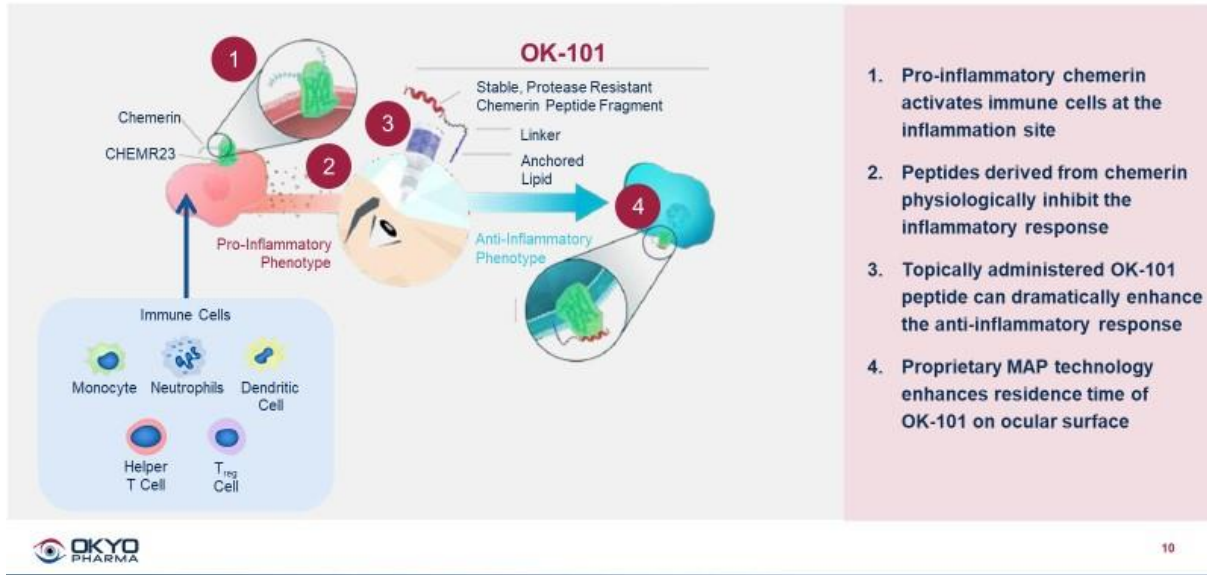 1
OK-101
Stable, Protease Resistant
Chemerin Peptide Fragment
3
Linker
Anchored
Lipid
Chemerin
CHEMR23
2
4
Pro-Inflammatory
Phenotype
Anti-Inflammatory
Phenotype
Immune Cells
Monocyte
Neutrophils
Dendritic
Cell
Helper
T Cell
Treg
Cell
1. Pro-inflammatory chemerin
activates immune cells at the
inflammation site
2. Peptides derived from chemerin
physiologically inhibit the
inflammatory response
3. Topically administered OK-101
peptide can dramatically enhance
the anti-inflammatory response
4. Proprietary MAP technology
enhances residence time of
OK-101 on ocular surface
OKYO
PHARMA
10